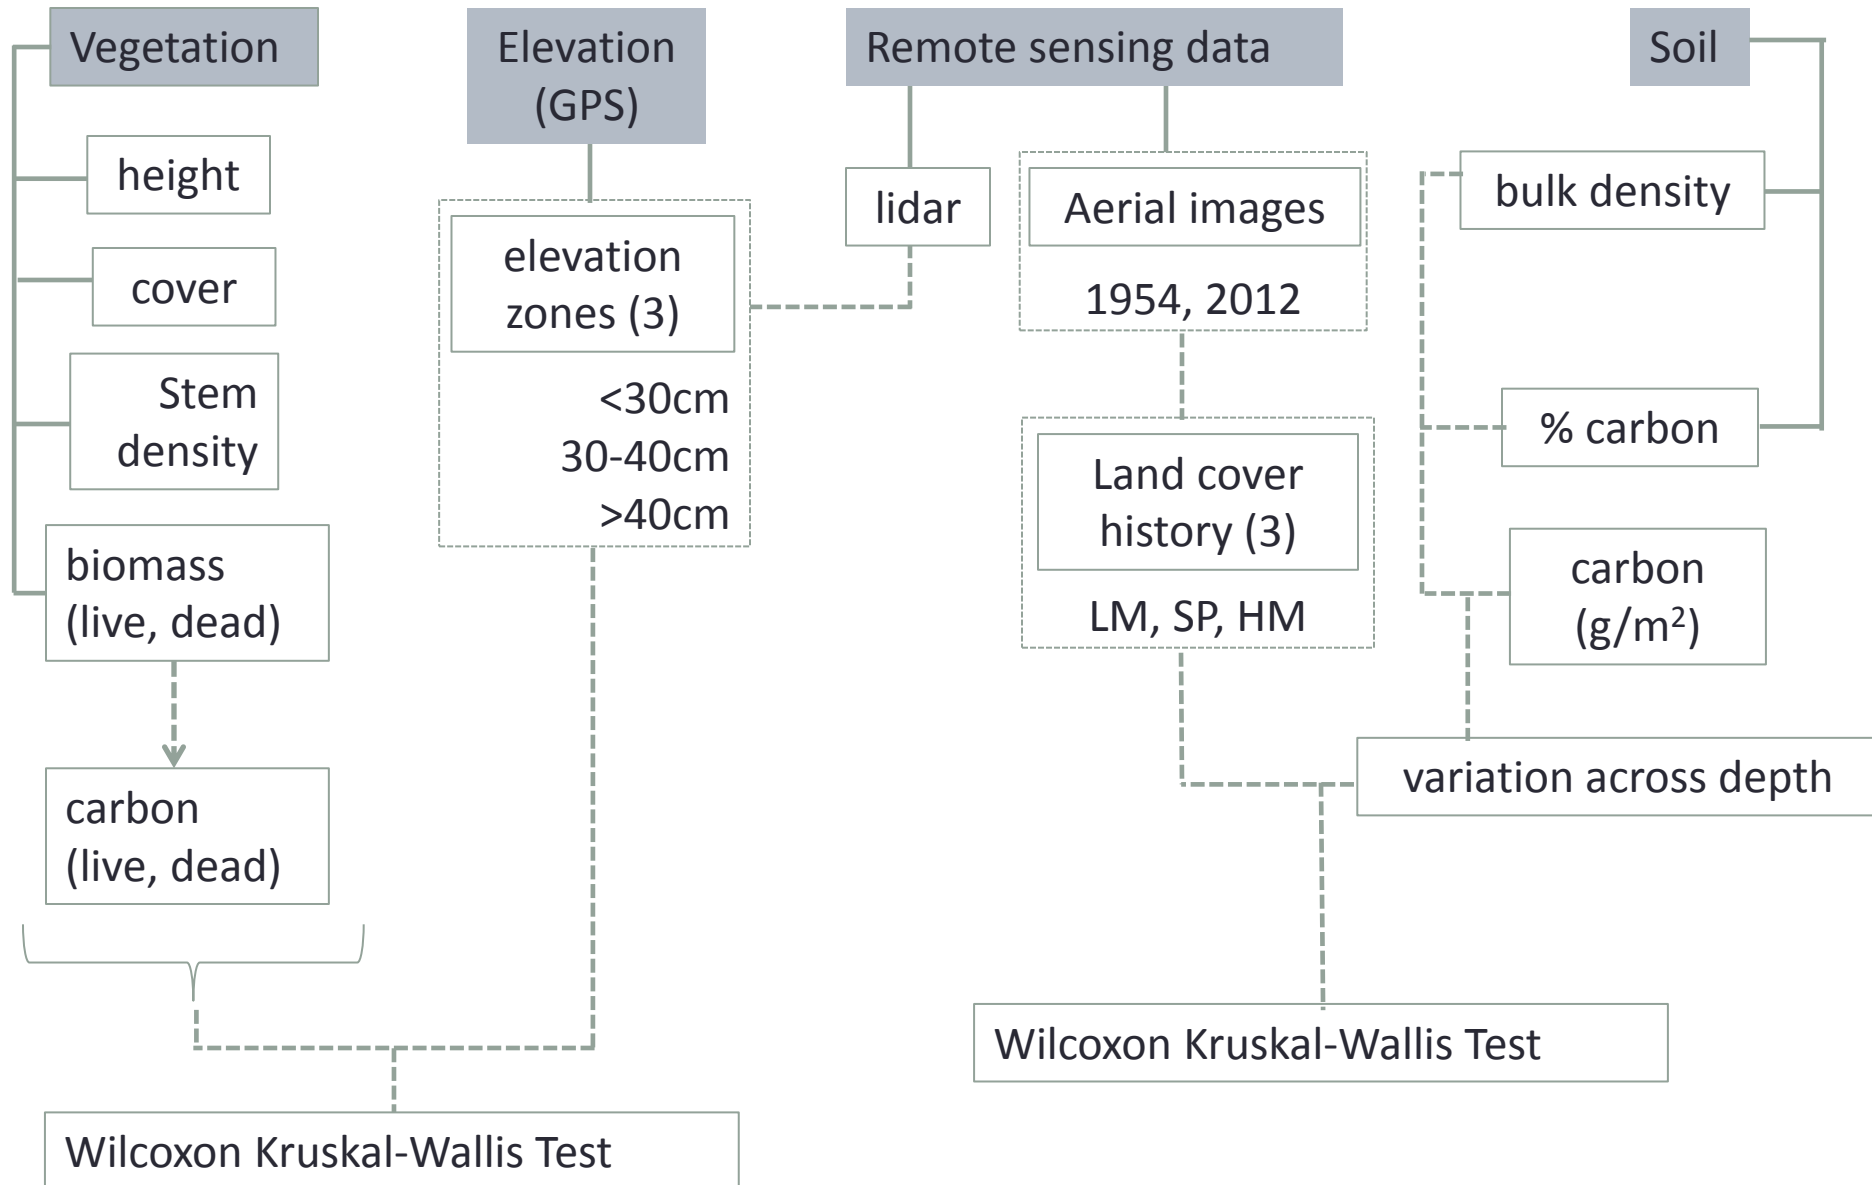 Vegetation
height
cover
Stem
density
biomass
(live, dead)
carbon
(live, dead)
Elevation
(GPS)
elevation
zones (3)
<30cm
30-40cm
>40cm
Wilcoxon Kruskal-Wallis Test
Remote sensing data
lidar
Aerial images
1954, 2012
Land cover
history (3)
LM, SP, HM
Soil
bulk density
% carbon
carbon
(g/m²)
variation across depth
Wilcoxon Kruskal-Wallis Test